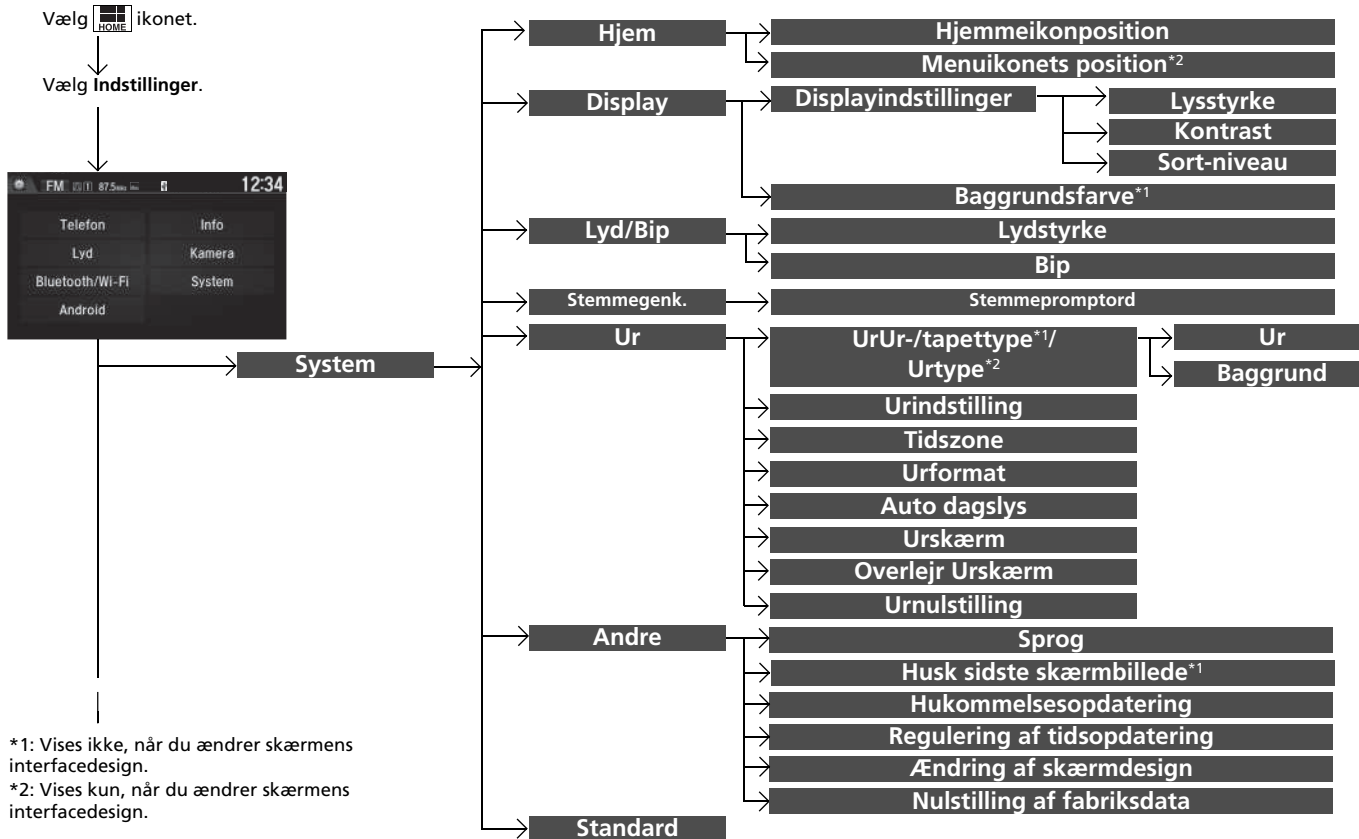 Vælg HOME ikonet.
Vælg Indstillinger.
FM 87.5 12:34
Telefon Info
Lyd Kamera
Bluetooth/Wi-Fi System
Android
System
Hjem
Hjemmeikonposition
Menuikonets position*2
Display
Displayindstillinger
Lysstyrke
Kontrast
Sort-niveau
Baggrundsfarve*1
Lyd/Bip
Lydstyrke
Bip
Stemmegenk.
Stemmepromptord
Ur
UrUr-/tapettype*1/
Urtype*2
Ur
Baggrund
Urindstilling
Tidszone
Urformat
Auto dagslys
Urskærm
Overlejr Urskærm
Urnulstilling
Andre
Sprog
Husk sidste skærmbillede*1
Hukommelsesopdatering
Regulering af tidsopdatering
Ændring af skærmdesign
Nulstilling af fabriksdata
Standard
*1: Vises ikke, når du ændrer skærmens
interfacedesign.
*2: Vises kun, når du ændrer skærmens
interfacedesign.